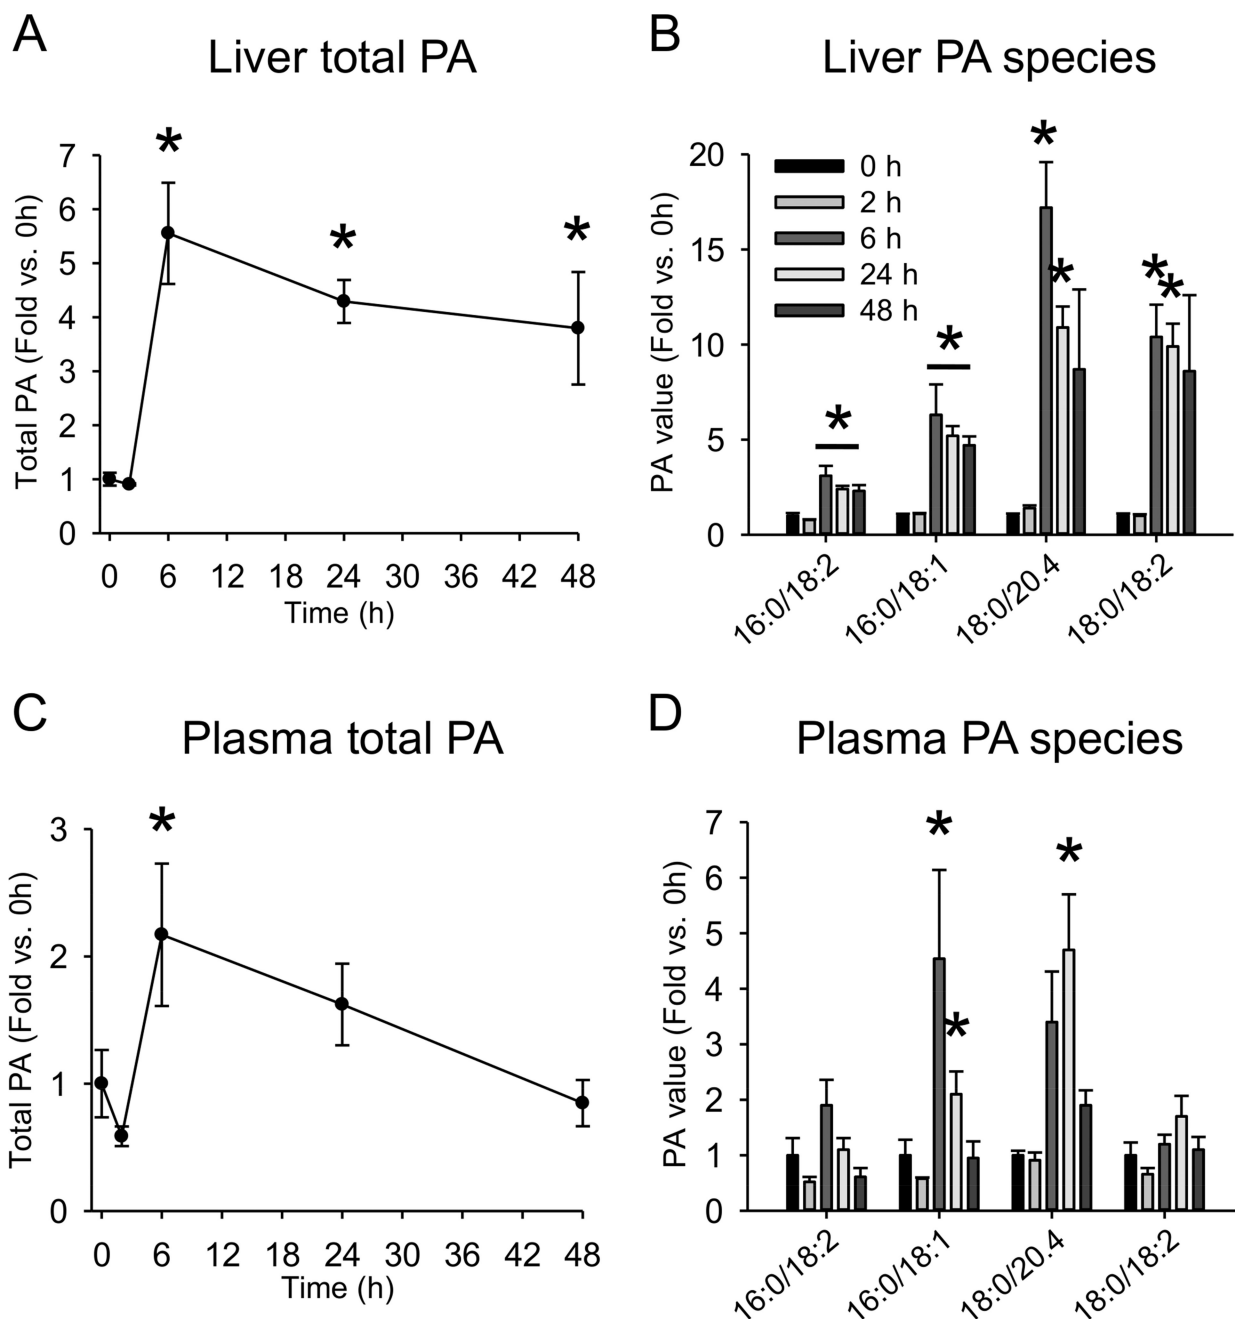 A
Liver total PA
Total PA (Fold vs. 0h)
7
6
5
4
3
2
1
0
*
*
*
0 6 12 18 24 30 36 42 48
Time (h)
B
Liver PA species
PA value (Fold vs. 0h)
20
15
10
5
0
0 h
2 h
6 h
24 h
48 h
*
*
*
*
*
*
16:0/18:2
16:0/18:1
18:0/20.4
18:0/18:2
C
Plasma total PA
Total PA (Fold vs. 0h)
3
2
1
0
*
0 6 12 18 24 30 36 42 48
Time (h)
D
Plasma PA species
PA value (Fold vs. 0h)
7
6
5
4
3
2
1
0
*
*
*
16:0/18:2
16:0/18:1
18:0/20.4
18:0/18:2